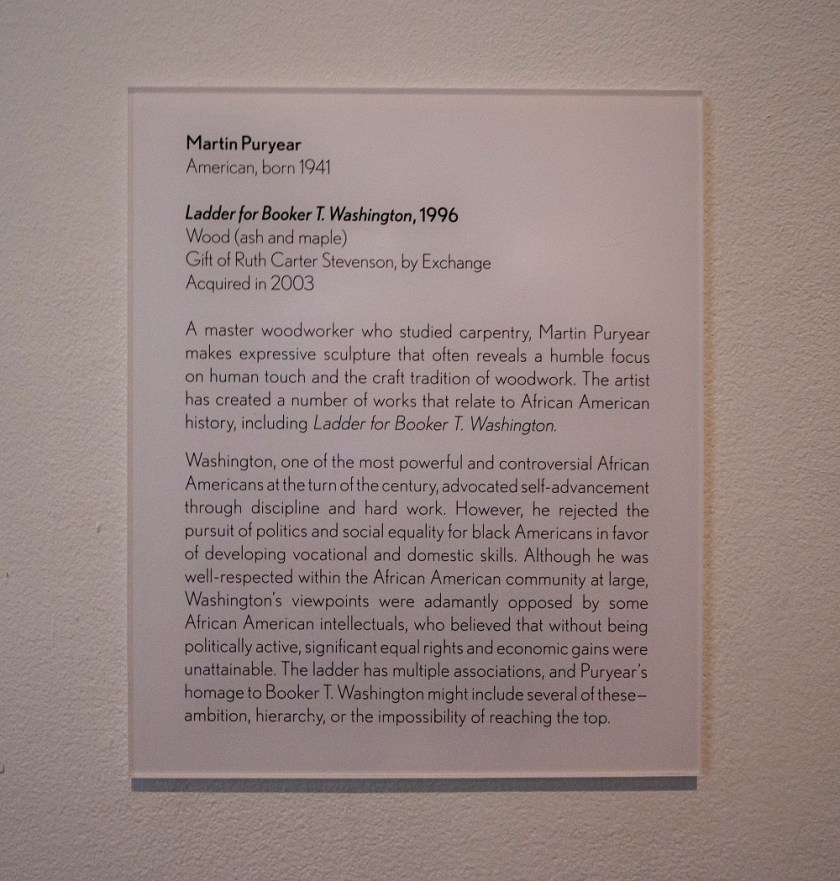 Martin Puryear
American, born 1941
Ladder for Booker T. Washington, 1996
Wood (ash and maple)
Gift of Ruth Carter Stevenson, by Exchange
Acquired in 2003
A master woodworker who studied carpentry, Martin Puryear
makes expressive sculpture that often reveals a humble focus
on human touch and the craft tradition of woodwork. The artist
has created a number of works that relate to African American
history, including Ladder for Booker T. Washington.
Washington, one of the most powerful and controversial African
Americans at the turn of the century, advocated self-advancement
through discipline and hard work. However, he rejected the
pursuit of politics and social equality for black Americans in favor
of developing vocational and domestic skills. Although he was
well-respected within the African American community at large,
Washington's viewpoints were adamantly opposed by some
African American intellectuals, who believed that without being
politically active, significant equal rights and economic gains were
unattainable. The ladder has multiple associations, and Puryear's
homage to Booker T. Washington might include several of these—
ambition, hierarchy, or the impossibility of reaching the top.